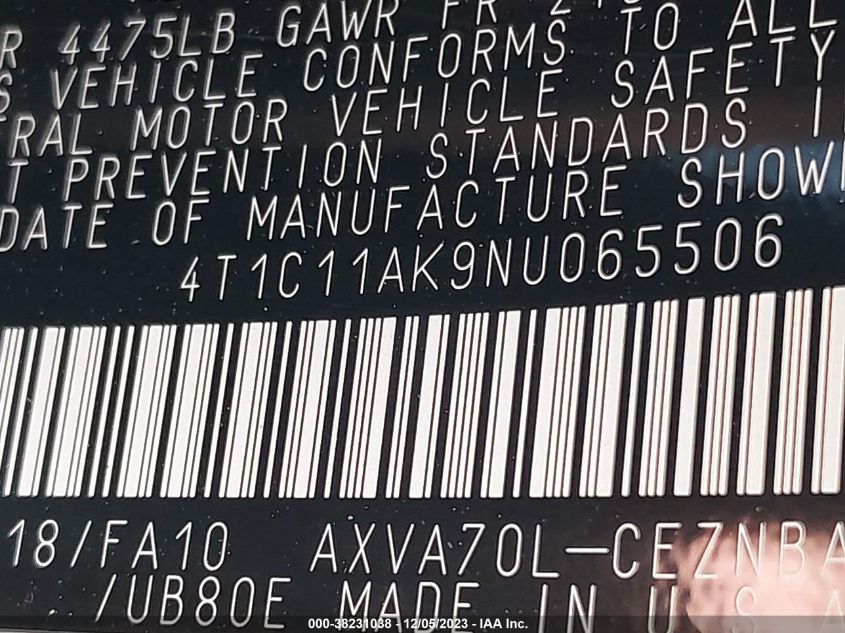 R 4475LB GAWR FR
S VEHICLE CONFORMS TO ALL
RAL MOTOR VEHICLE SAFETY
T PREVENTION STANDARDS I
DATE OF MANUFACTURE SHOW
4T1C11AK9NU065506
18/FA10 AXVA70L-CEZNBA
/UB80E MADE IN U S A
000-38231038 - 12/05/2023 - IAA Inc.